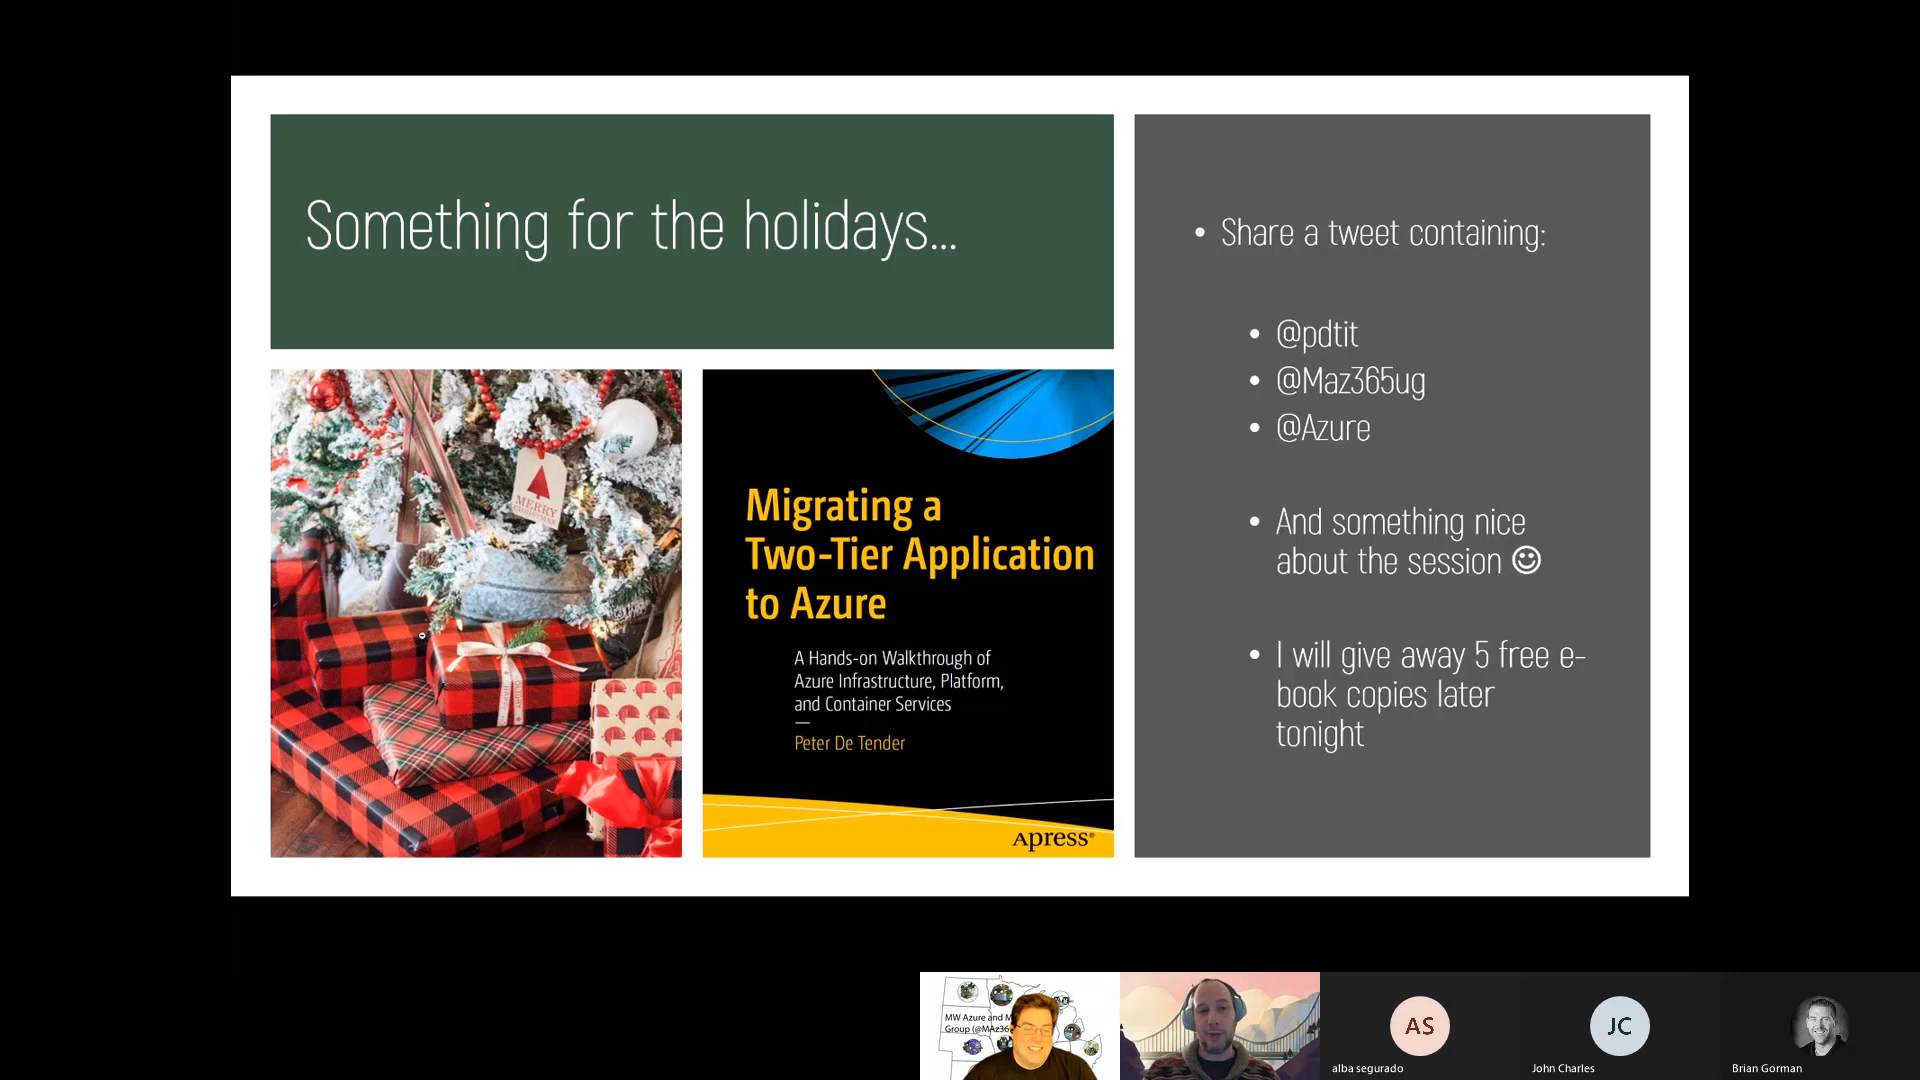 Something for the holidays...
MERRY
CHRISTMAS
Migrating a
Two-Tier Application
to Azure
A Hands-on Walkthrough of
Azure Infrastructure, Platform,
and Container Services
Peter De Tender
Apress®
• Share a tweet containing:
• @pdtit
• @Maz365ug
• @Azure
• And something nice
about the session ☺
• I will give away 5 free e-
book copies later
tonight
MW Azure and M
Group (@MAz36
AS
alba segurado
JC
John Charles
Brian Gorman